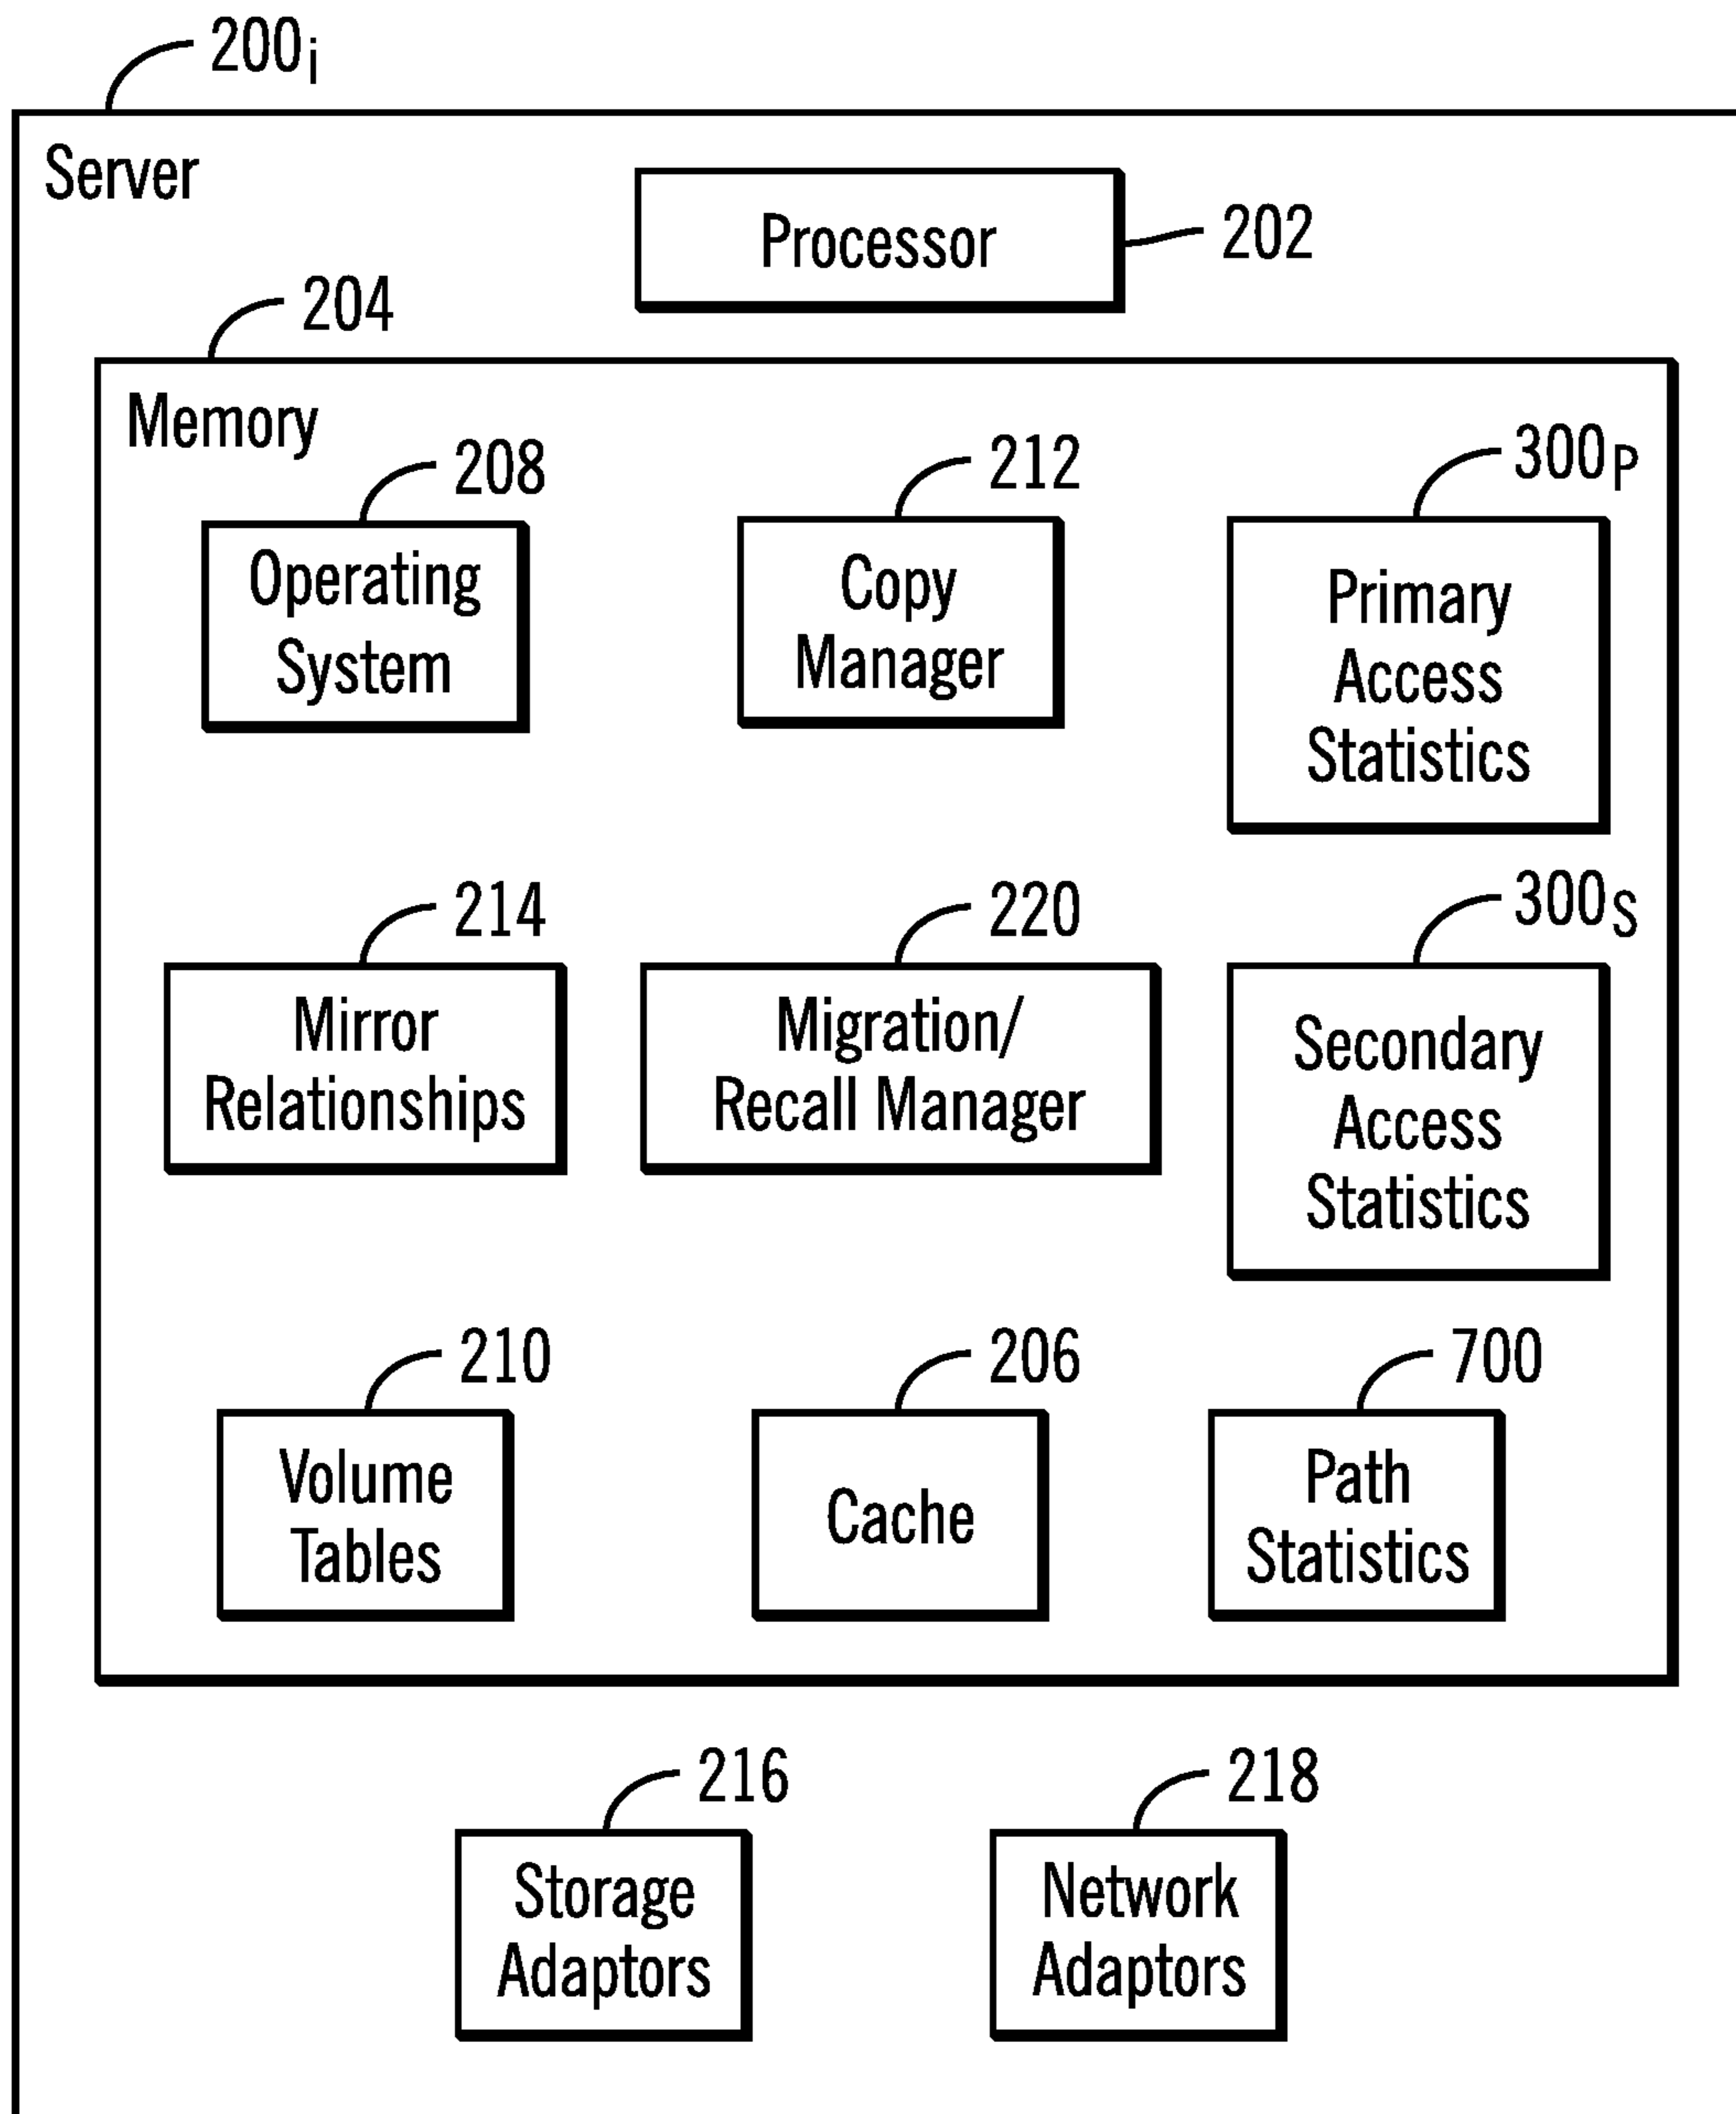 200i
Server
Processor
202
204
Memory
208
212
300P
Operating
System
Copy
Manager
Primary
Access
Statistics
214
220
300S
Mirror
Relationships
Migration/
Recall Manager
Secondary
Access
Statistics
210
206
700
Volume
Tables
Cache
Path
Statistics
216
218
Storage
Adaptors
Network
Adaptors